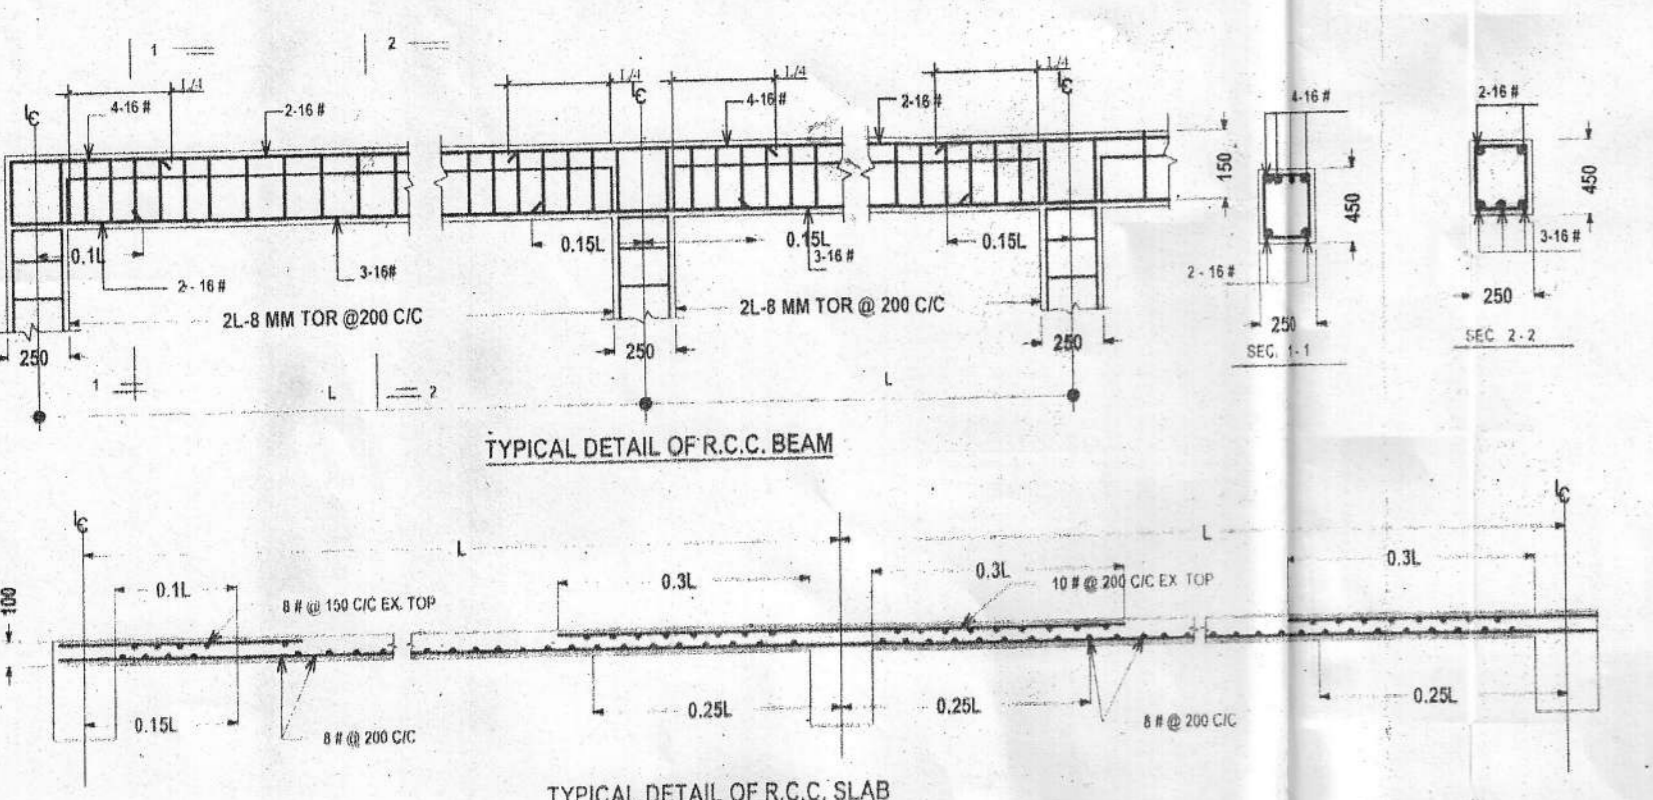 1
2
L/4
4-16 #
2-16 #
L/4
L/4
4-16 #
L/4
2-16 #
4-16 #
2-16 #
150
450
450
0.1L
0.15L
0.15L
0.15L
3-16#
3-16 #
3-16 #
2 - 16 #
2 - 16 #
2L-8 MM TOR @200 C/C
2L-8 MM TOR @ 200 C/C
250
250
250
250
250
SEC. 1-1
SEC 2-2
1
L
2
L
TYPICAL DETAIL OF R.C.C. BEAM
L
L
0.1L
0.3L
0.3L
0.3L
100
8 # @ 150 C/C EX. TOP
10 # @ 200 C/C EX TOP
0.15L
0.25L
0.25L
0.25L
8 # @ 200 C/C
8 # @ 200 C/C
TYPICAL DETAIL OF R.C.C. SLAB